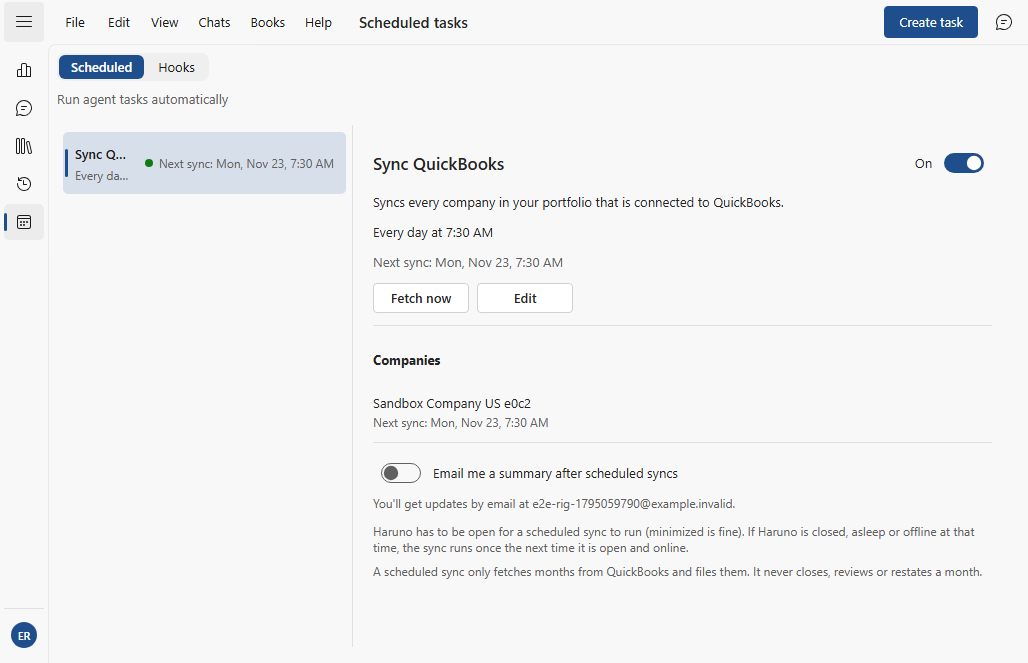 File Edit View Chats Books Help Scheduled tasks Create task
Scheduled Hooks
Run agent tasks automatically
Sync Q...
Every da...
Next sync: Mon, Nov 23, 7:30 AM
Sync QuickBooks
On
Syncs every company in your portfolio that is connected to QuickBooks.
Every day at 7:30 AM
Next sync: Mon, Nov 23, 7:30 AM
Fetch now Edit
Companies
Sandbox Company US e0c2
Next sync: Mon, Nov 23, 7:30 AM
Email me a summary after scheduled syncs
You'll get updates by email at e2e-rig-1795059790@example.invalid.
Haruno has to be open for a scheduled sync to run (minimized is fine). If Haruno is closed, asleep or offline at that
time, the sync runs once the next time it is open and online.
A scheduled sync only fetches months from QuickBooks and files them. It never closes, reviews or restates a month.
ER